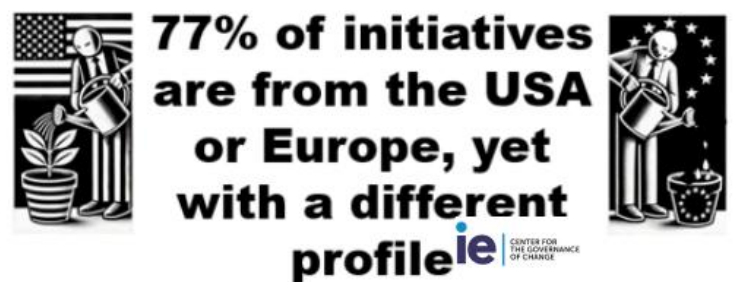 77% of initiatives
are from the USA
or Europe, yet
with a different
profile
ie
CENTER FOR
THE GOVERNANCE
OF CHANGE